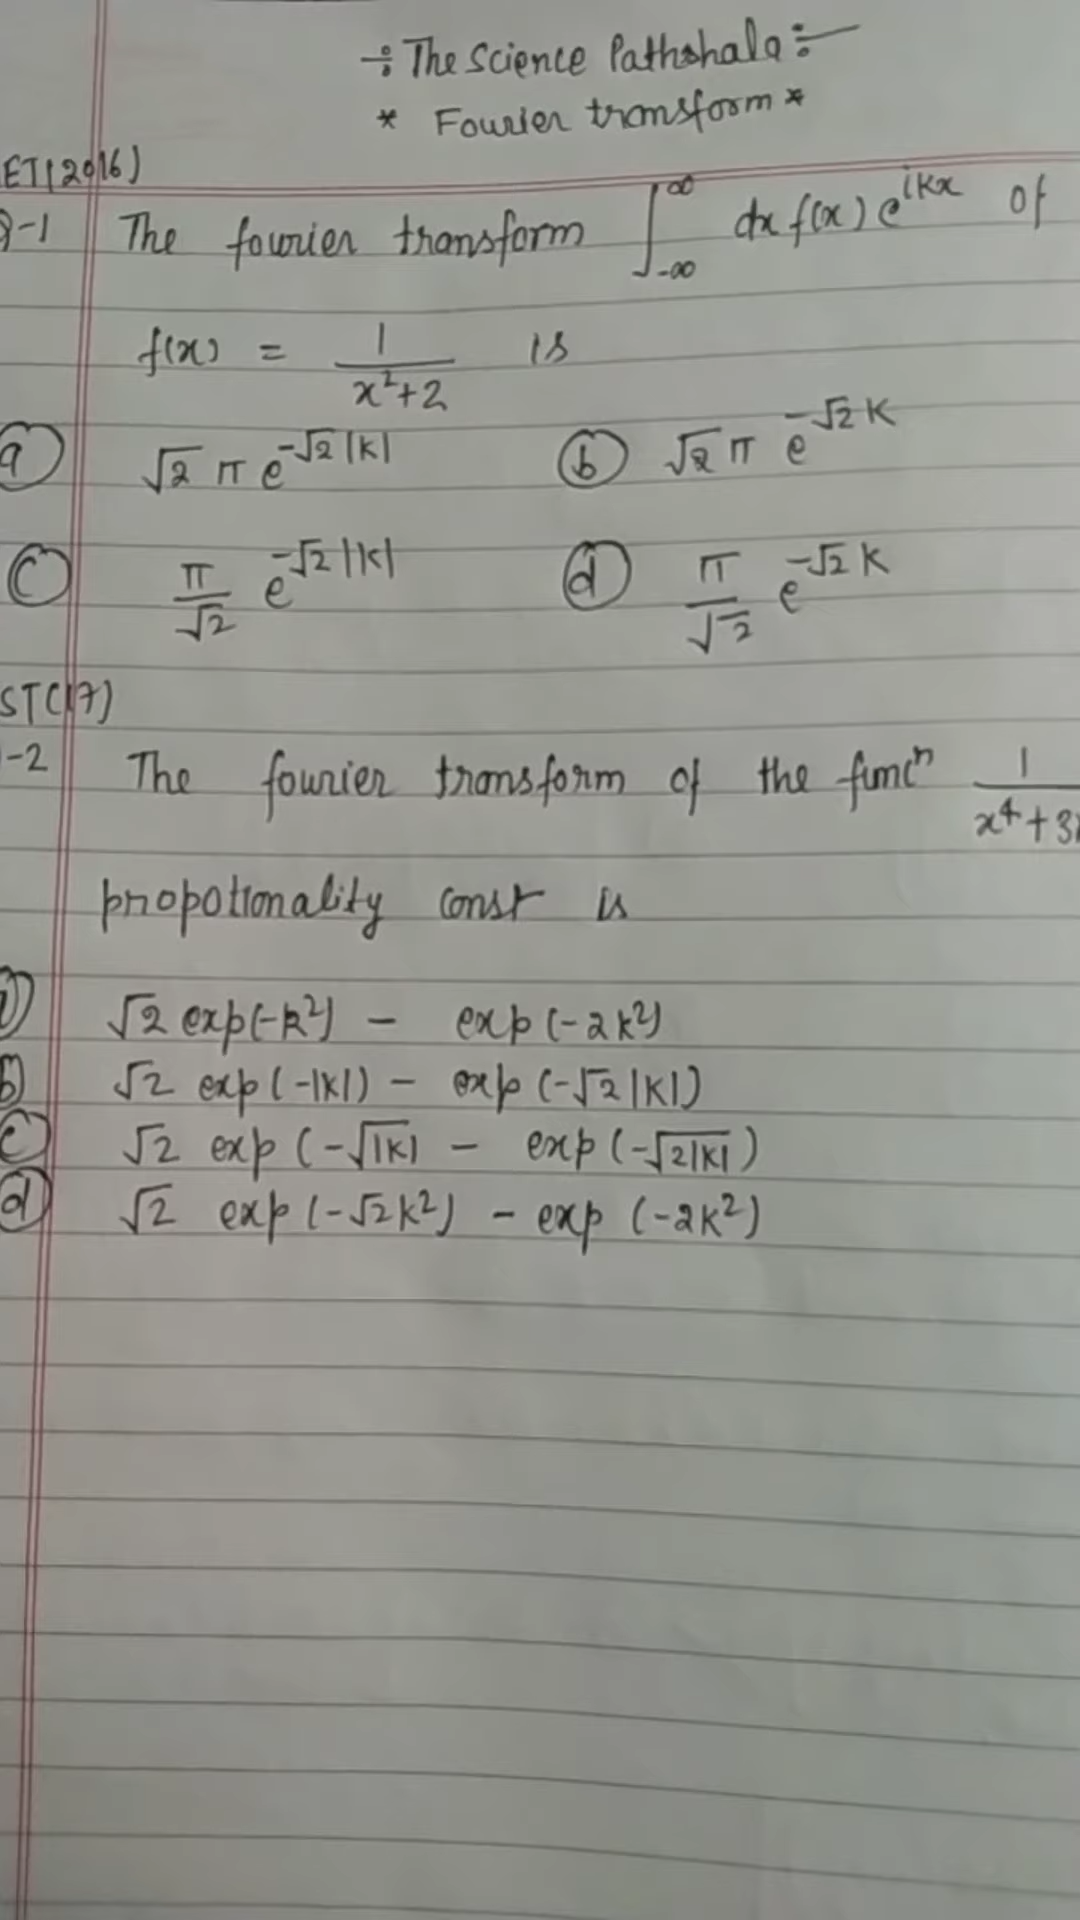 ÷ The Science Pathshala ÷
* Fourier transform *
ET(2016)
Q-1 The fourier transform ∫_{-∞}^{∞} dx f(x) e^{ikx} of
f(x) = 1/(x²+2) is
(a) √2 π e^{-√2|k|} (b) √2 π e^{-√2 k}
(c) π/√2 e^{-√2|k|} (d) π/√2 e^{-√2 k}
ST(17)
-2 The fourier transform of the funcⁿ 1/(x⁴+3
propotionality const is
√2 exp(-k²) - exp(-2k²)
(b) √2 exp(-|k|) - exp(-√2|k|)
(c) √2 exp(-√|k| - exp(-√2|k|)
(d) √2 exp(-√2k²) - exp(-2k²)